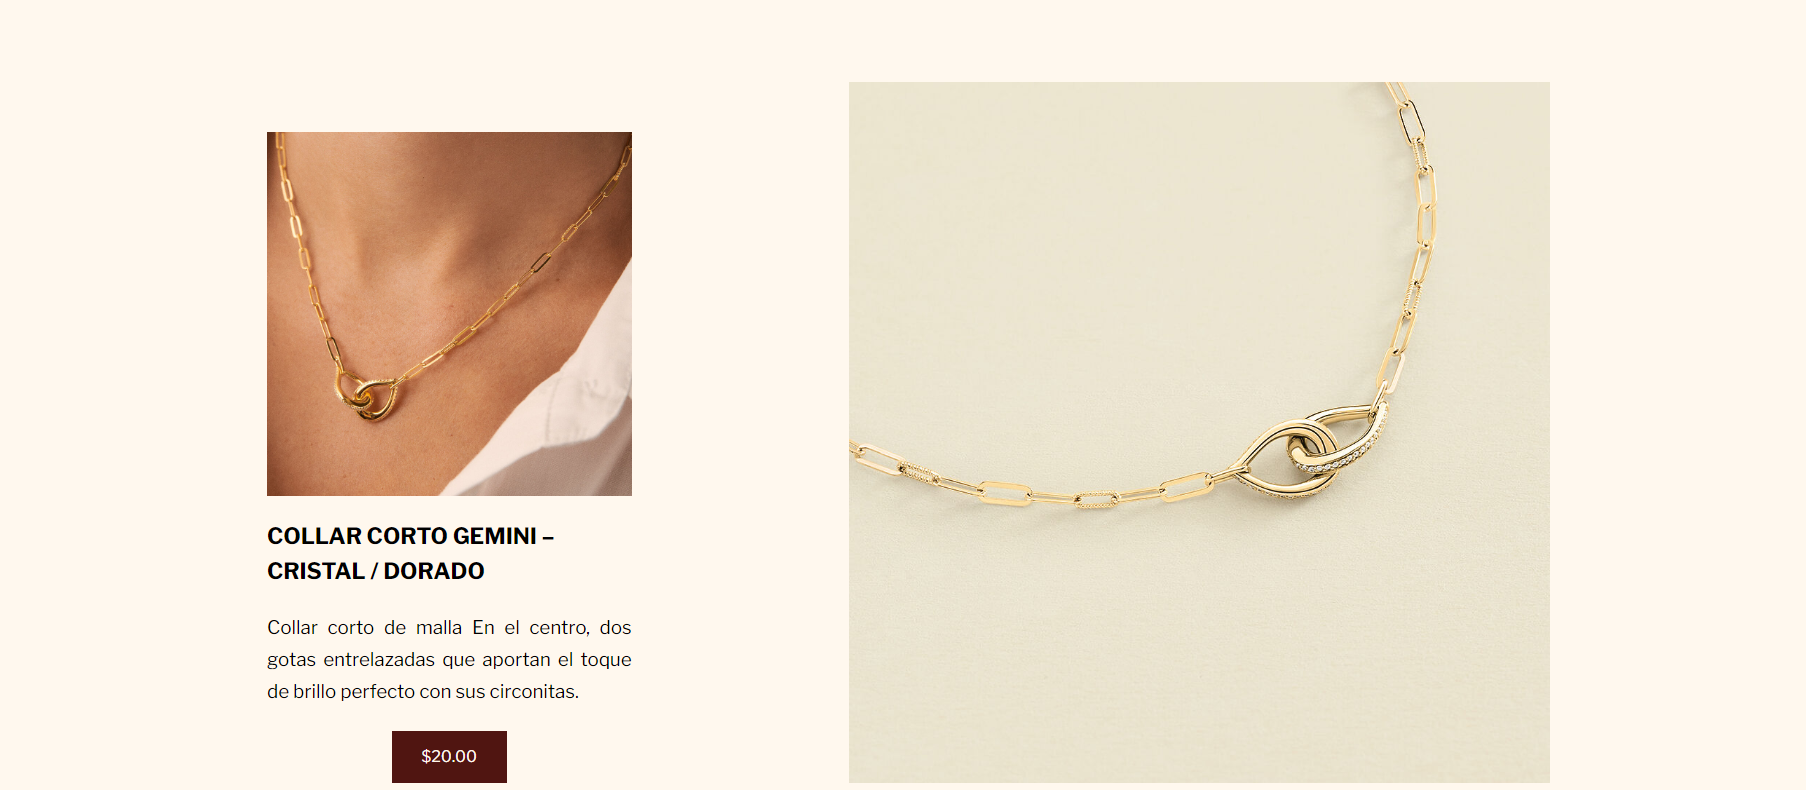 COLLAR CORTO GEMINI –
CRISTAL / DORADO
Collar corto de malla En el centro, dos
gotas entrelazadas que aportan el toque
de brillo perfecto con sus circonitas.
$20.00